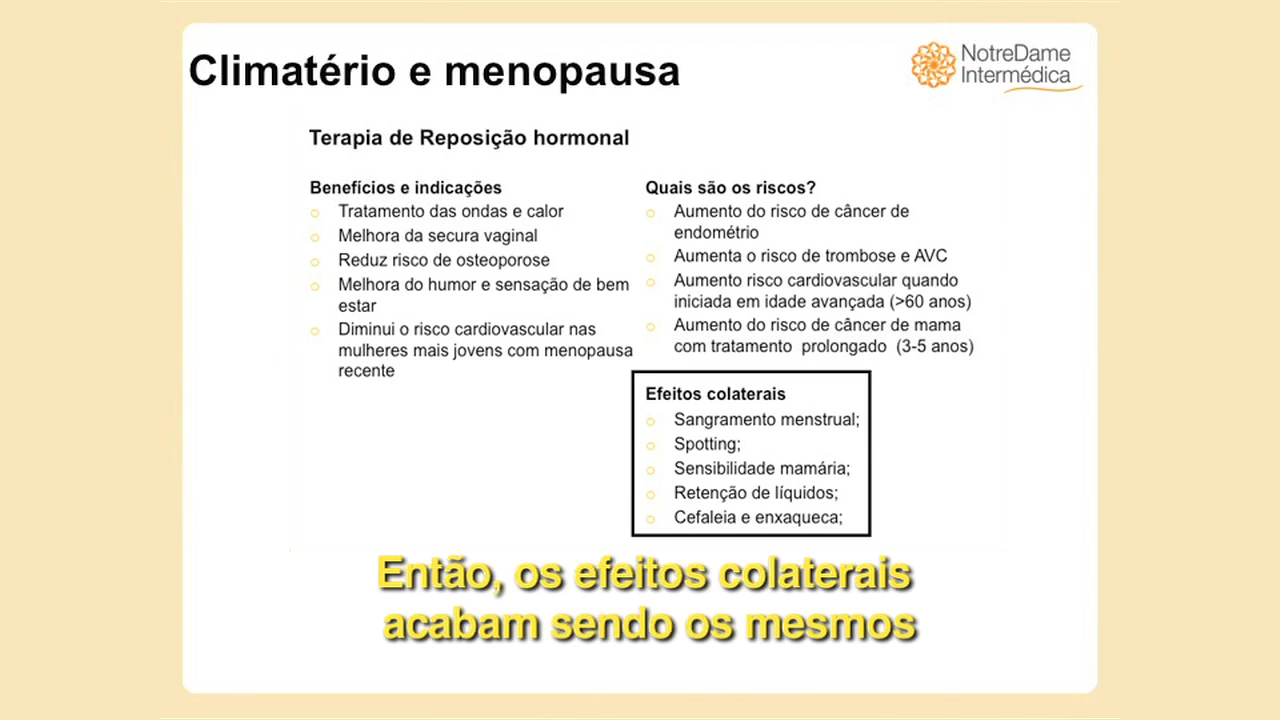 Climatério e menopausa
NotreDame
Intermédica
Terapia de Reposição hormonal
Benefícios e indicações
Tratamento das ondas e calor
Melhora da secura vaginal
Reduz risco de osteoporose
Melhora do humor e sensação de bem
estar
Diminui o risco cardiovascular nas
mulheres mais jovens com menopausa
recente
Quais são os riscos?
Aumento do risco de câncer de
endométrio
Aumenta o risco de trombose e AVC
Aumento risco cardiovascular quando
iniciada em idade avançada (>60 anos)
Aumento do risco de câncer de mama
com tratamento prolongado (3-5 anos)
Efeitos colaterais
Sangramento menstrual;
Spotting;
Sensibilidade mamária;
Retenção de líquidos;
Cefaleia e enxaqueca;
Então, os efeitos colaterais
acabam sendo os mesmos